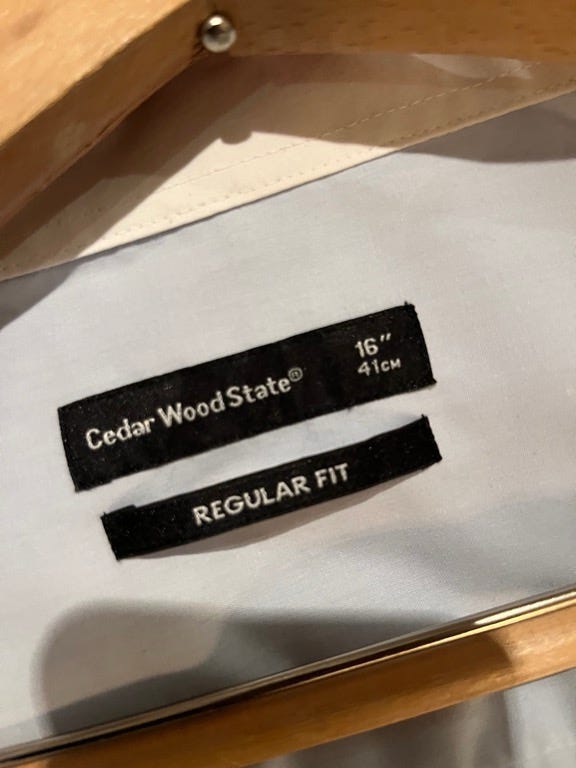 Cedar Wood State®
16"
41CM
REGULAR FIT